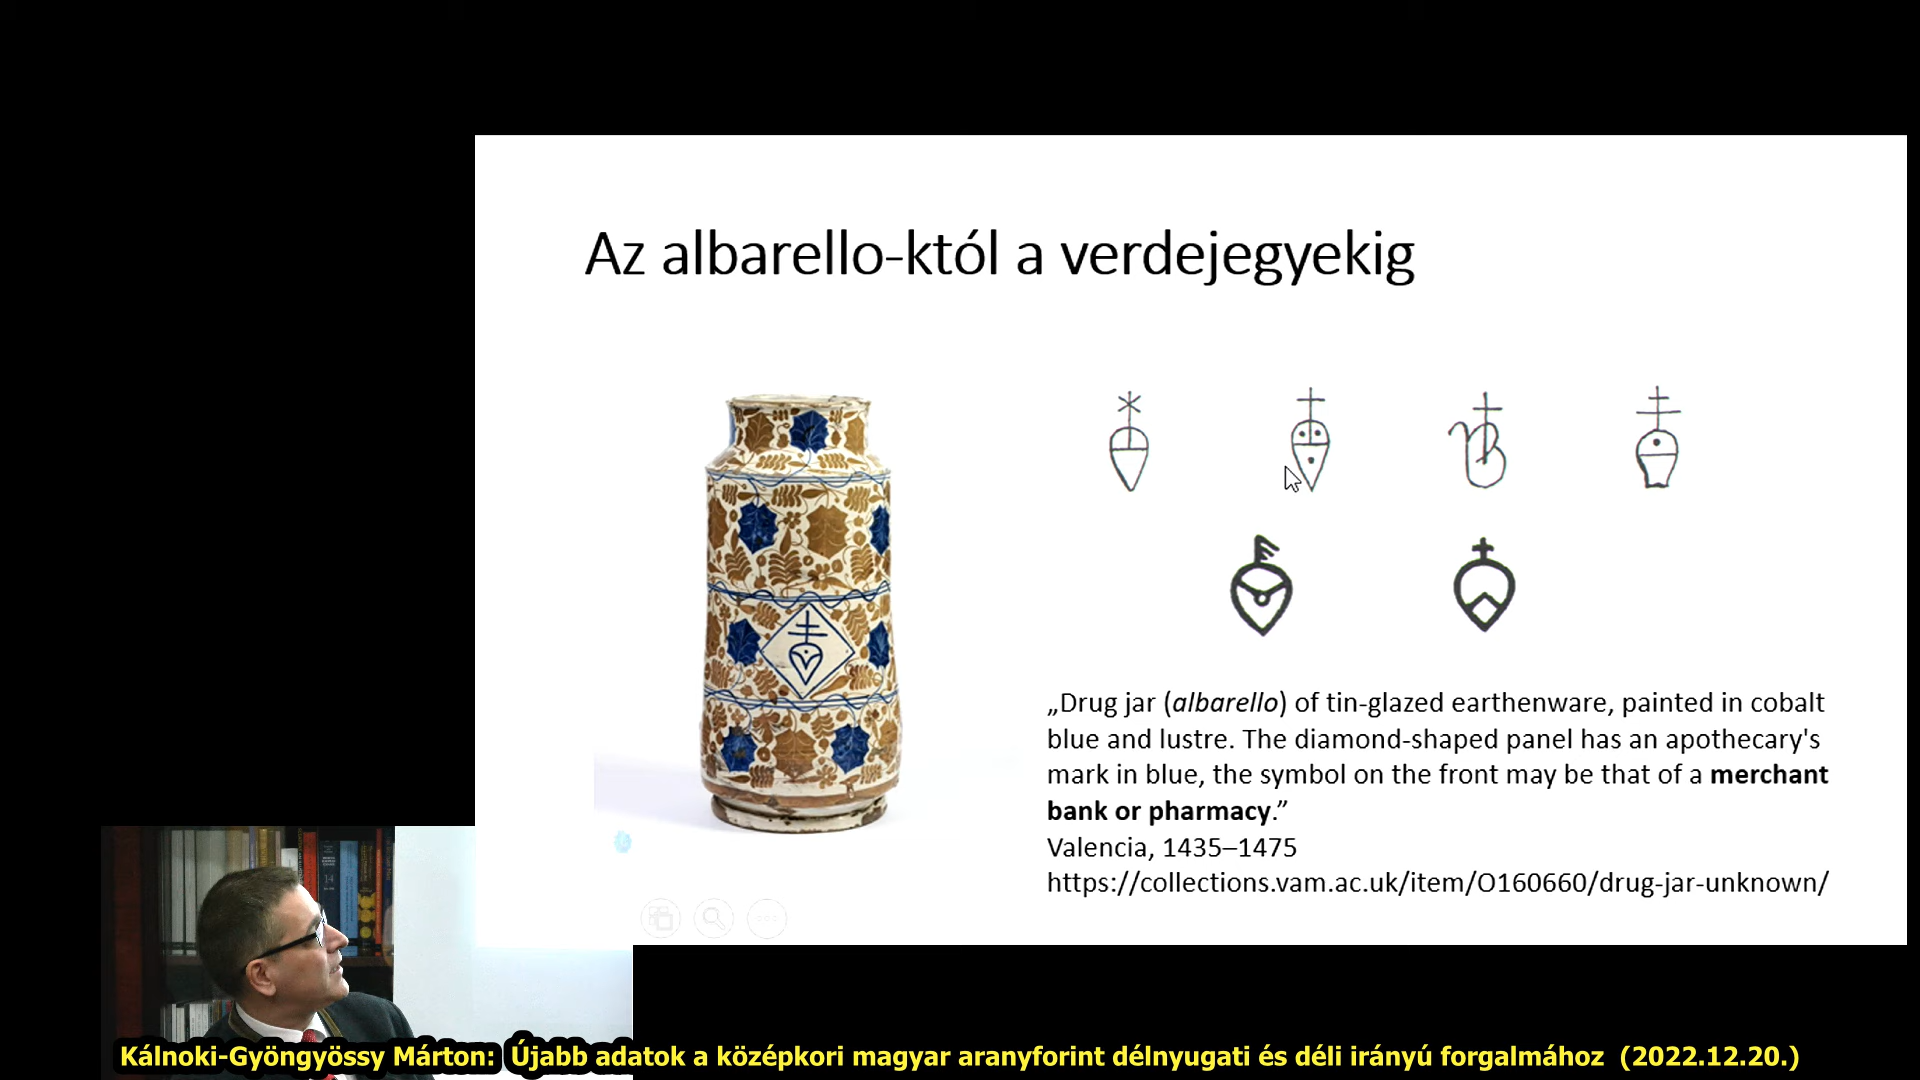 Az albarello-któl a verdejegyekig
„Drug jar (albarello) of tin-glazed earthenware, painted in cobalt
blue and lustre. The diamond-shaped panel has an apothecary's
mark in blue, the symbol on the front may be that of a merchant
bank or pharmacy.”
Valencia, 1435–1475
https://collections.vam.ac.uk/item/O160660/drug-jar-unknown/
Kálnoki-Gyöngyössy Márton: Újabb adatok a középkori magyar aranyforint délnyugati és déli irányú forgalmához (2022.12.20.)